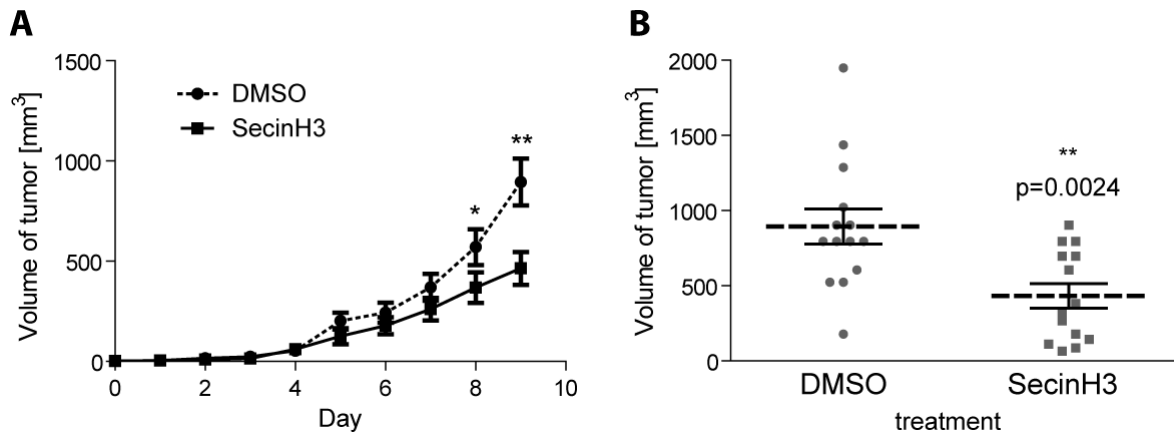 A
Volume of tumor [mm³]
1500
1000
500
0
DMSO
SecinH3
*
**
0 2 4 6 8 10
Day
B
Volume of tumor [mm³]
2000
1500
1000
500
0
**
p=0.0024
DMSO SecinH3
treatment